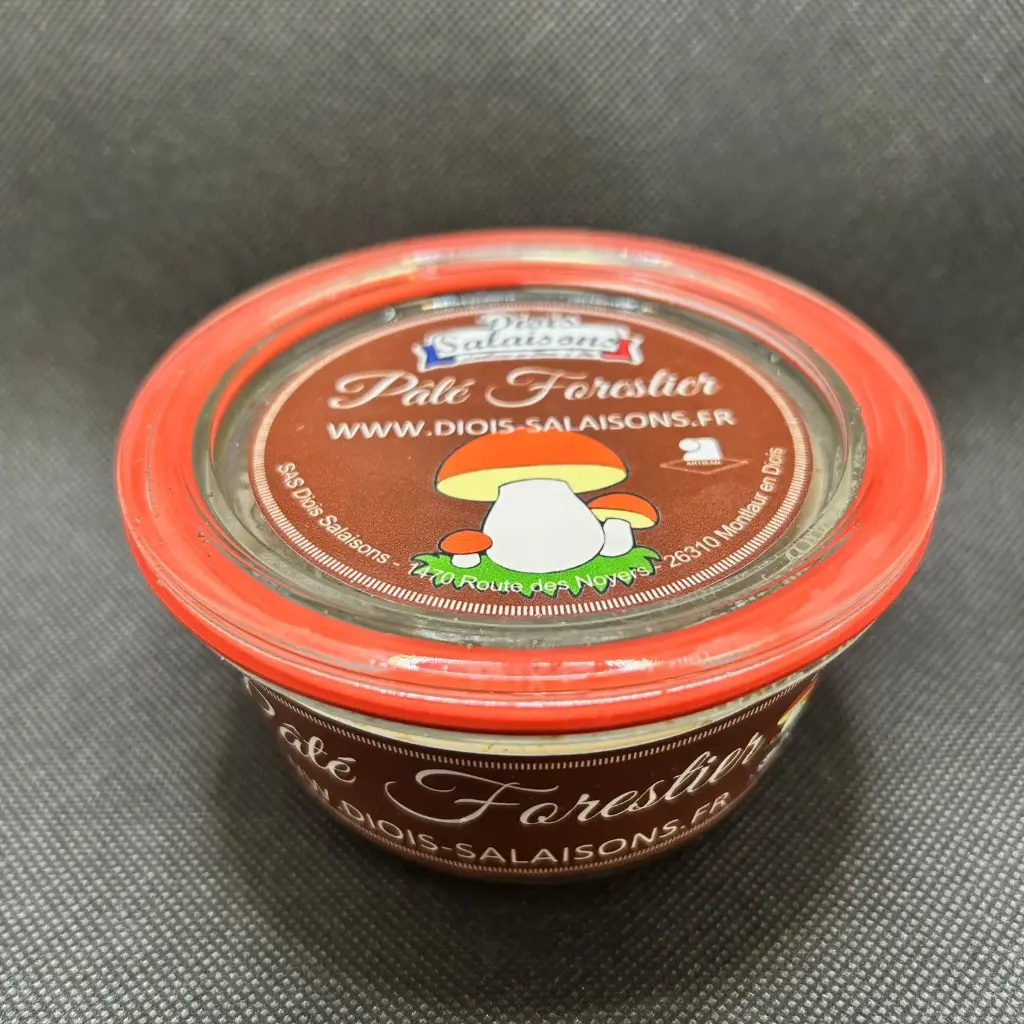 Diois
Salaisons
Pâté Forestier
WWW.DIOIS-SALAISONS.FR
ARTISAN
SAS Diois Salaisons - 1470 Route des Noyers - 26310 Montlaur en Diois
Pâté Forestier
.DIOIS-SALAISONS.FR